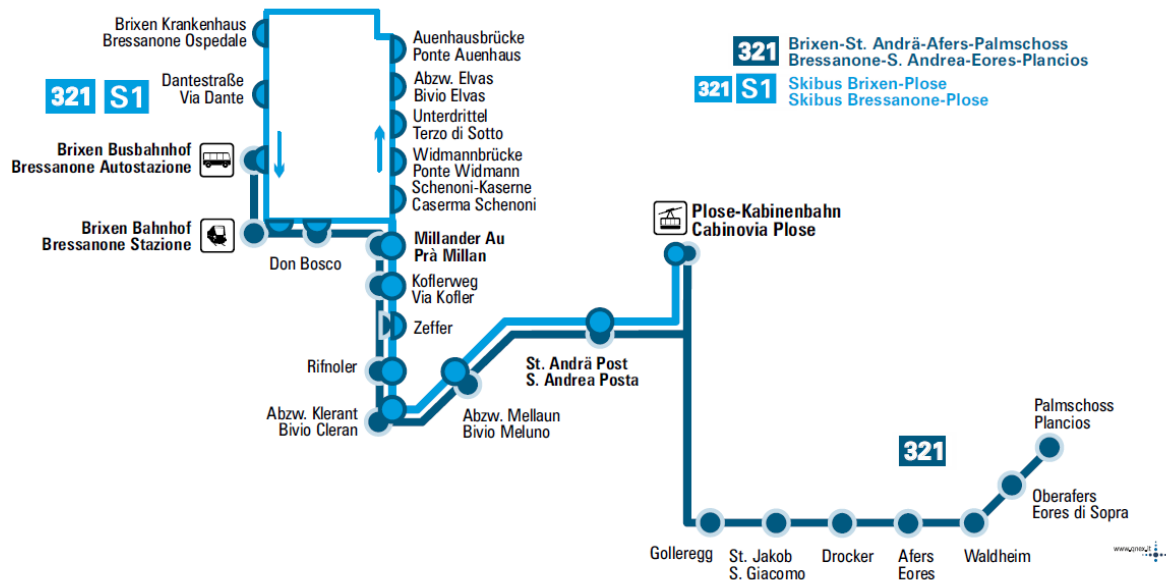 Brixen Krankenhaus
Bressanone Ospedale
Dantestraße
Via Dante
321 S1
Brixen Busbahnhof
Bressanone Autostazione
Brixen Bahnhof
Bressanone Stazione
Don Bosco
Auenhausbrücke
Ponte Auenhaus
Abzw. Elvas
Bivio Elvas
Unterdrittel
Terzo di Sotto
Widmannbrücke
Ponte Widmann
Schenoni-Kaserne
Caserma Schenoni
Millander Au
Prà Millan
Koflerweg
Via Kofler
Zeffer
Rifnoler
Abzw. Klerant
Bivio Cleran
Abzw. Mellaun
Bivio Meluno
St. Andrä Post
S. Andrea Posta
Plose-Kabinenbahn
Cabinovia Plose
321 Brixen-St. Andrä-Afers-Palmschoss
Bressanone-S. Andrea-Eores-Plancios
321 S1 Skibus Brixen-Plose
Skibus Bressanone-Plose
321
Palmschoss
Plancios
Oberafers
Eores di Sopra
Golleregg
St. Jakob
S. Giacomo
Drocker
Afers
Eores
Waldheim
www.qnex.it